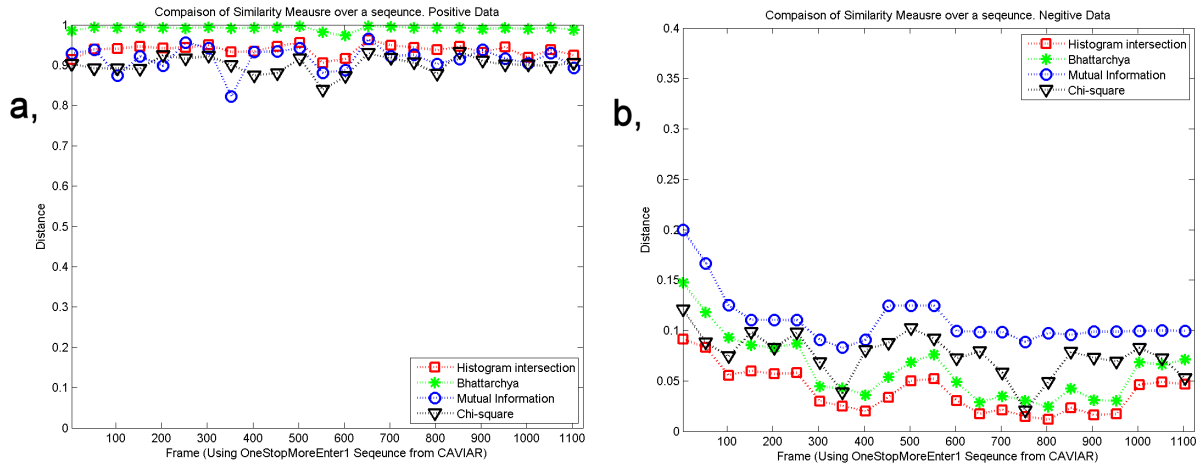 Compaison of Similarity Meausre over a seqeunce. Positive Data
a,
1
0.9
0.8
0.7
0.6
0.5
0.4
0.3
0.2
0.1
0
Distance
Histogram intersection
Bhattarchya
Mutual Information
Chi-square
100 200 300 400 500 600 700 800 900 1000 1100
Frame (Using OneStopMoreEnter1 Seqeunce from CAVIAR)
Compaison of Similarity Meausre over a seqeunce. Negitive Data
b,
0.4
0.35
0.3
0.25
0.2
0.15
0.1
0.05
0
Distance
Histogram intersection
Bhattarchya
Mutual Information
Chi-square
100 200 300 400 500 600 700 800 900 1000 1100
Frame (Using OneStopMoreEnter1 Seqeunce from CAVIAR)